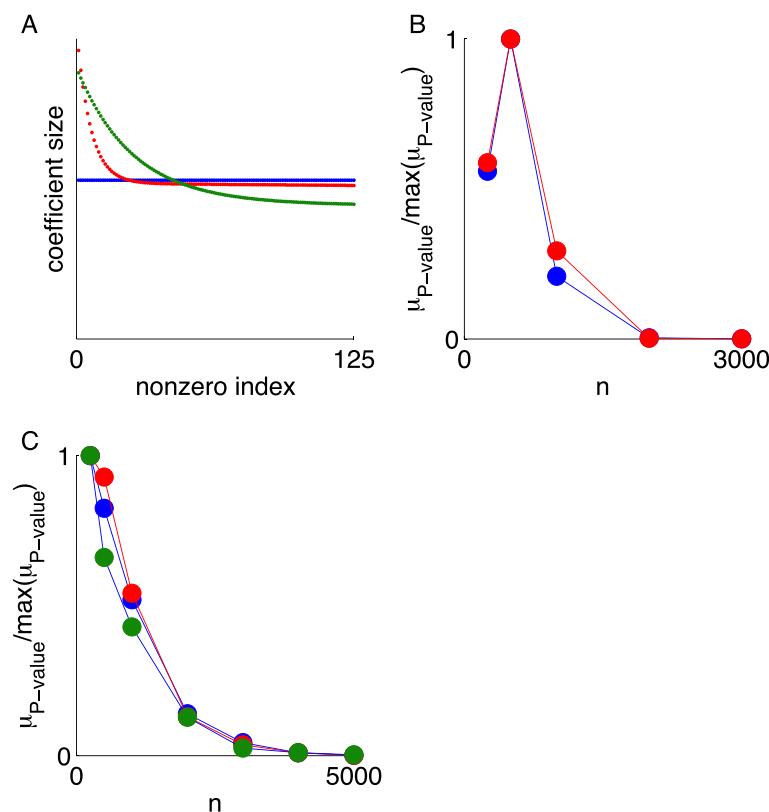 A
coefficient size
0
125
nonzero index
B
μP−value/max(μP−value)
1
0
0
3000
n
C
μP−value/max(μP−value)
1
0
0
5000
n